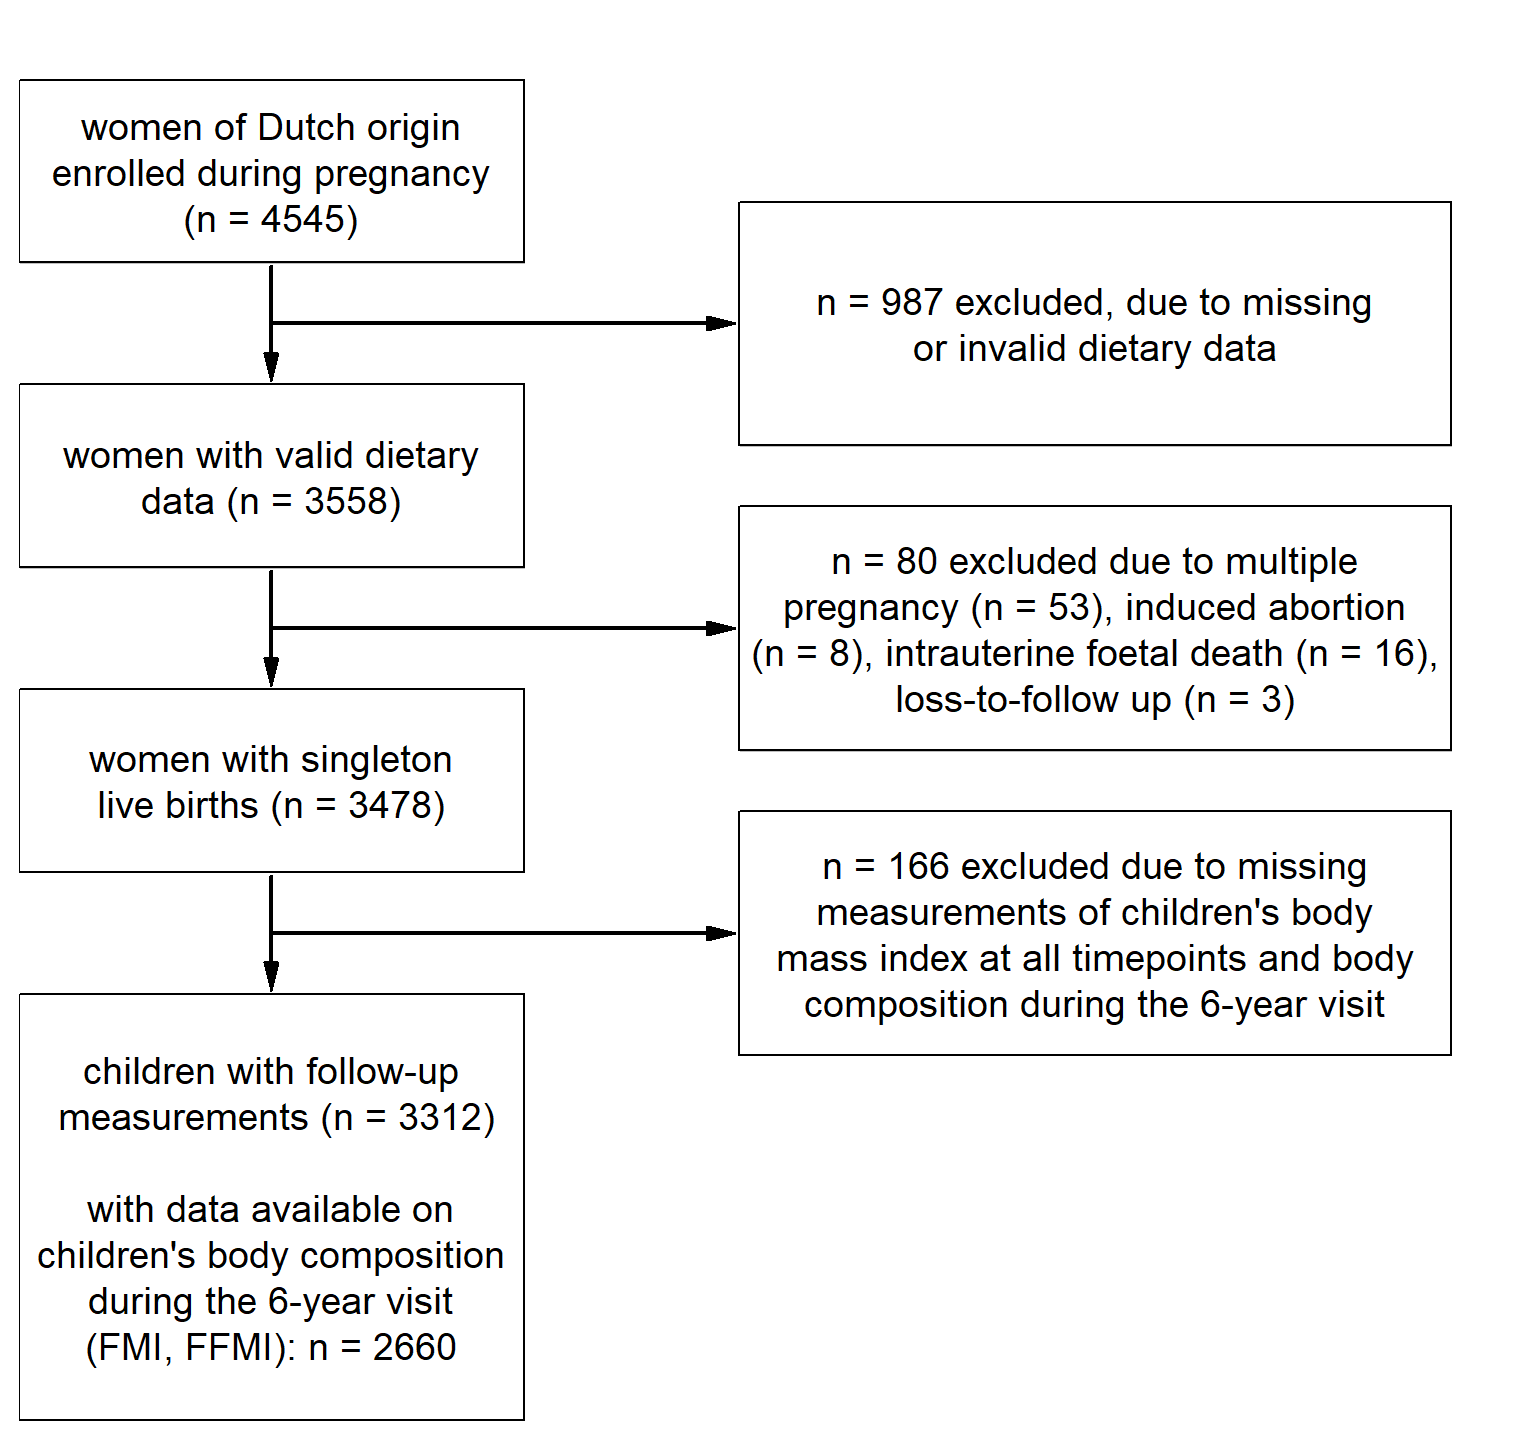 women of Dutch origin
enrolled during pregnancy
(n = 4545)
n = 987 excluded, due to missing
or invalid dietary data
women with valid dietary
data (n = 3558)
n = 80 excluded due to multiple
pregnancy (n = 53), induced abortion
(n = 8), intrauterine foetal death (n = 16),
loss-to-follow up (n = 3)
women with singleton
live births (n = 3478)
n = 166 excluded due to missing
measurements of children's body
mass index at all timepoints and body
composition during the 6-year visit
children with follow-up
measurements (n = 3312)
with data available on
children's body composition
during the 6-year visit
(FMI, FFMI): n = 2660